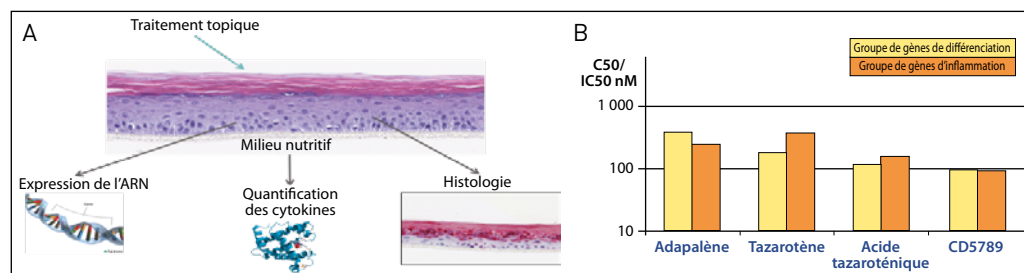 A
Traitement topique
Milieu nutritif
Expression de l'ARN
Quantification
des cytokines
Histologie
B
C50/
IC50 nM
Groupe de gènes de différenciation
Groupe de gènes d'inflammation
1 000
100
10
Adapalène
Tazarotène
Acide
tazaroténique
CD5789